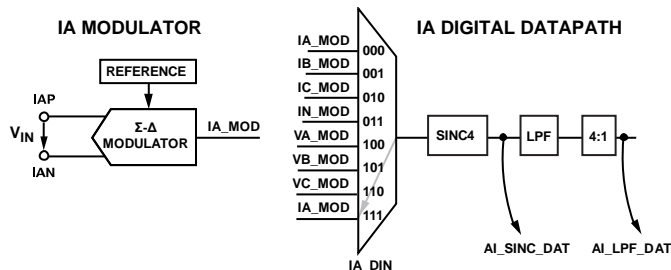 IA MODULATOR
REFERENCE
IAP
VIN
IAN
Σ-Δ
MODULATOR
IA_MOD
IA DIGITAL DATAPATH
IA_MOD 000
IB_MOD 001
IC_MOD 010
IN_MOD 011
VA_MOD 100
VB_MOD 101
VC_MOD 110
IA_MOD 111
IA_DIN
SINC4
LPF
4:1
AI_SINC_DAT
AI_LPF_DAT